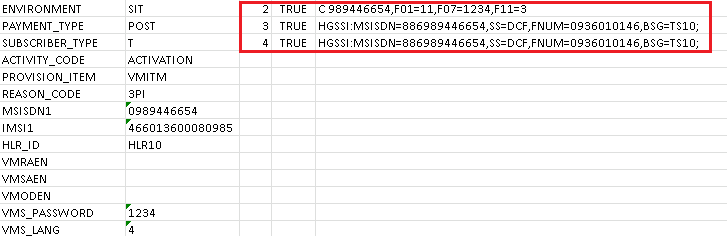 ENVIRONMENT SIT 2 TRUE C 989446654,F01=11,F07=1234,F11=3
PAYMENT_TYPE POST 3 TRUE HGSSI:MSISDN=886989446654,SS=DCF,FNUM=0936010146,BSG=TS10;
SUBSCRIBER_TYPE T 4 TRUE HGSSI:MSISDN=886989446654,SS=DCF,FNUM=0936010146,BSG=TS10;
ACTIVITY_CODE ACTIVATION
PROVISION_ITEM VMITM
REASON_CODE 3PI
MSISDN1 0989446654
IMSI1 466013600080985
HLR_ID HLR10
VMRAEN
VMSAEN
VMODEN
VMS_PASSWORD 1234
VMS_LANG 4